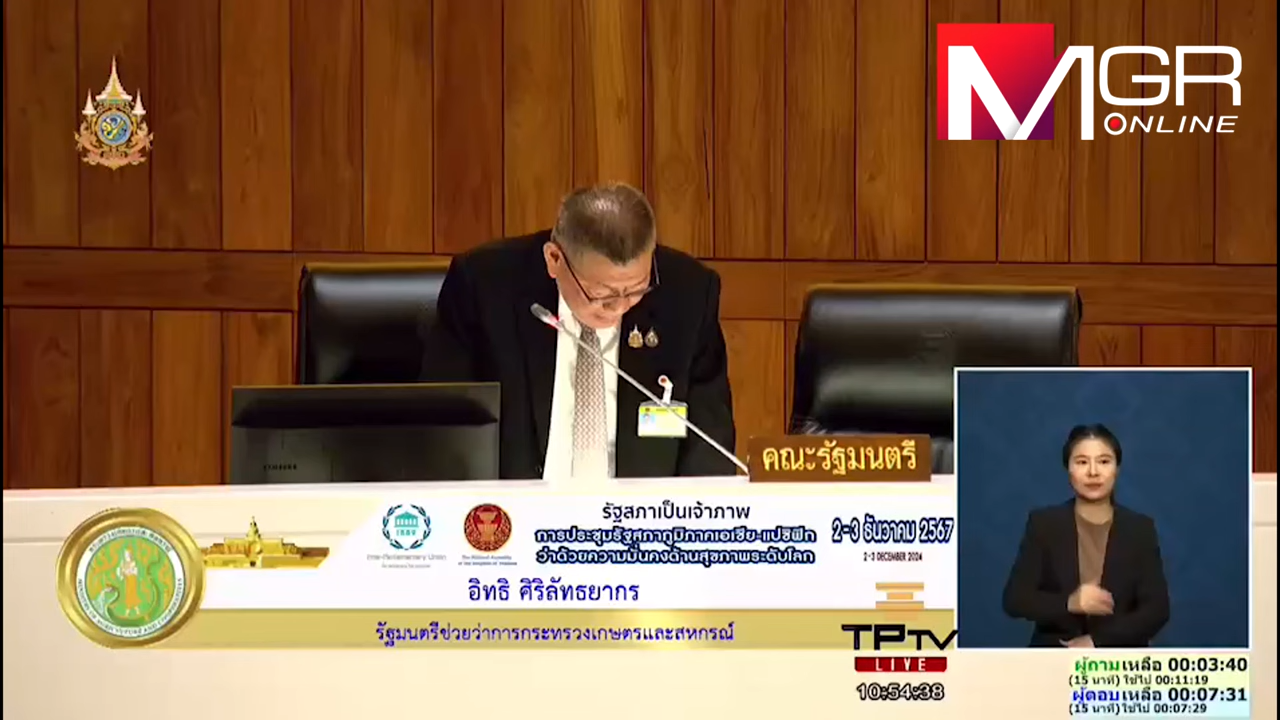 MGR
ONLINE
คณะรัฐมนตรี
รัฐสภาเป็นเจ้าภาพ
การประชุมรัฐสภาภูมิภาคเอเชีย-แปซิฟิก
ว่าด้วยความมั่นคงด้านสุขภาพระดับโลก
2-3 ธันวาคม 2567
2-3 DECEMBER 2024
Inter-Parliamentary Union
อิทธิ ศิริลัทธยากร
รัฐมนตรีช่วยว่าการกระทรวงเกษตรและสหกรณ์
TPTV
LIVE
10:54:38
ผู้ถามเหลือ 00:03:40
(15 นาที) ใช้ไป 00:11:19
ผู้ตอบเหลือ 00:07:31
(15 นาที) ใช้ไป 00:07:29